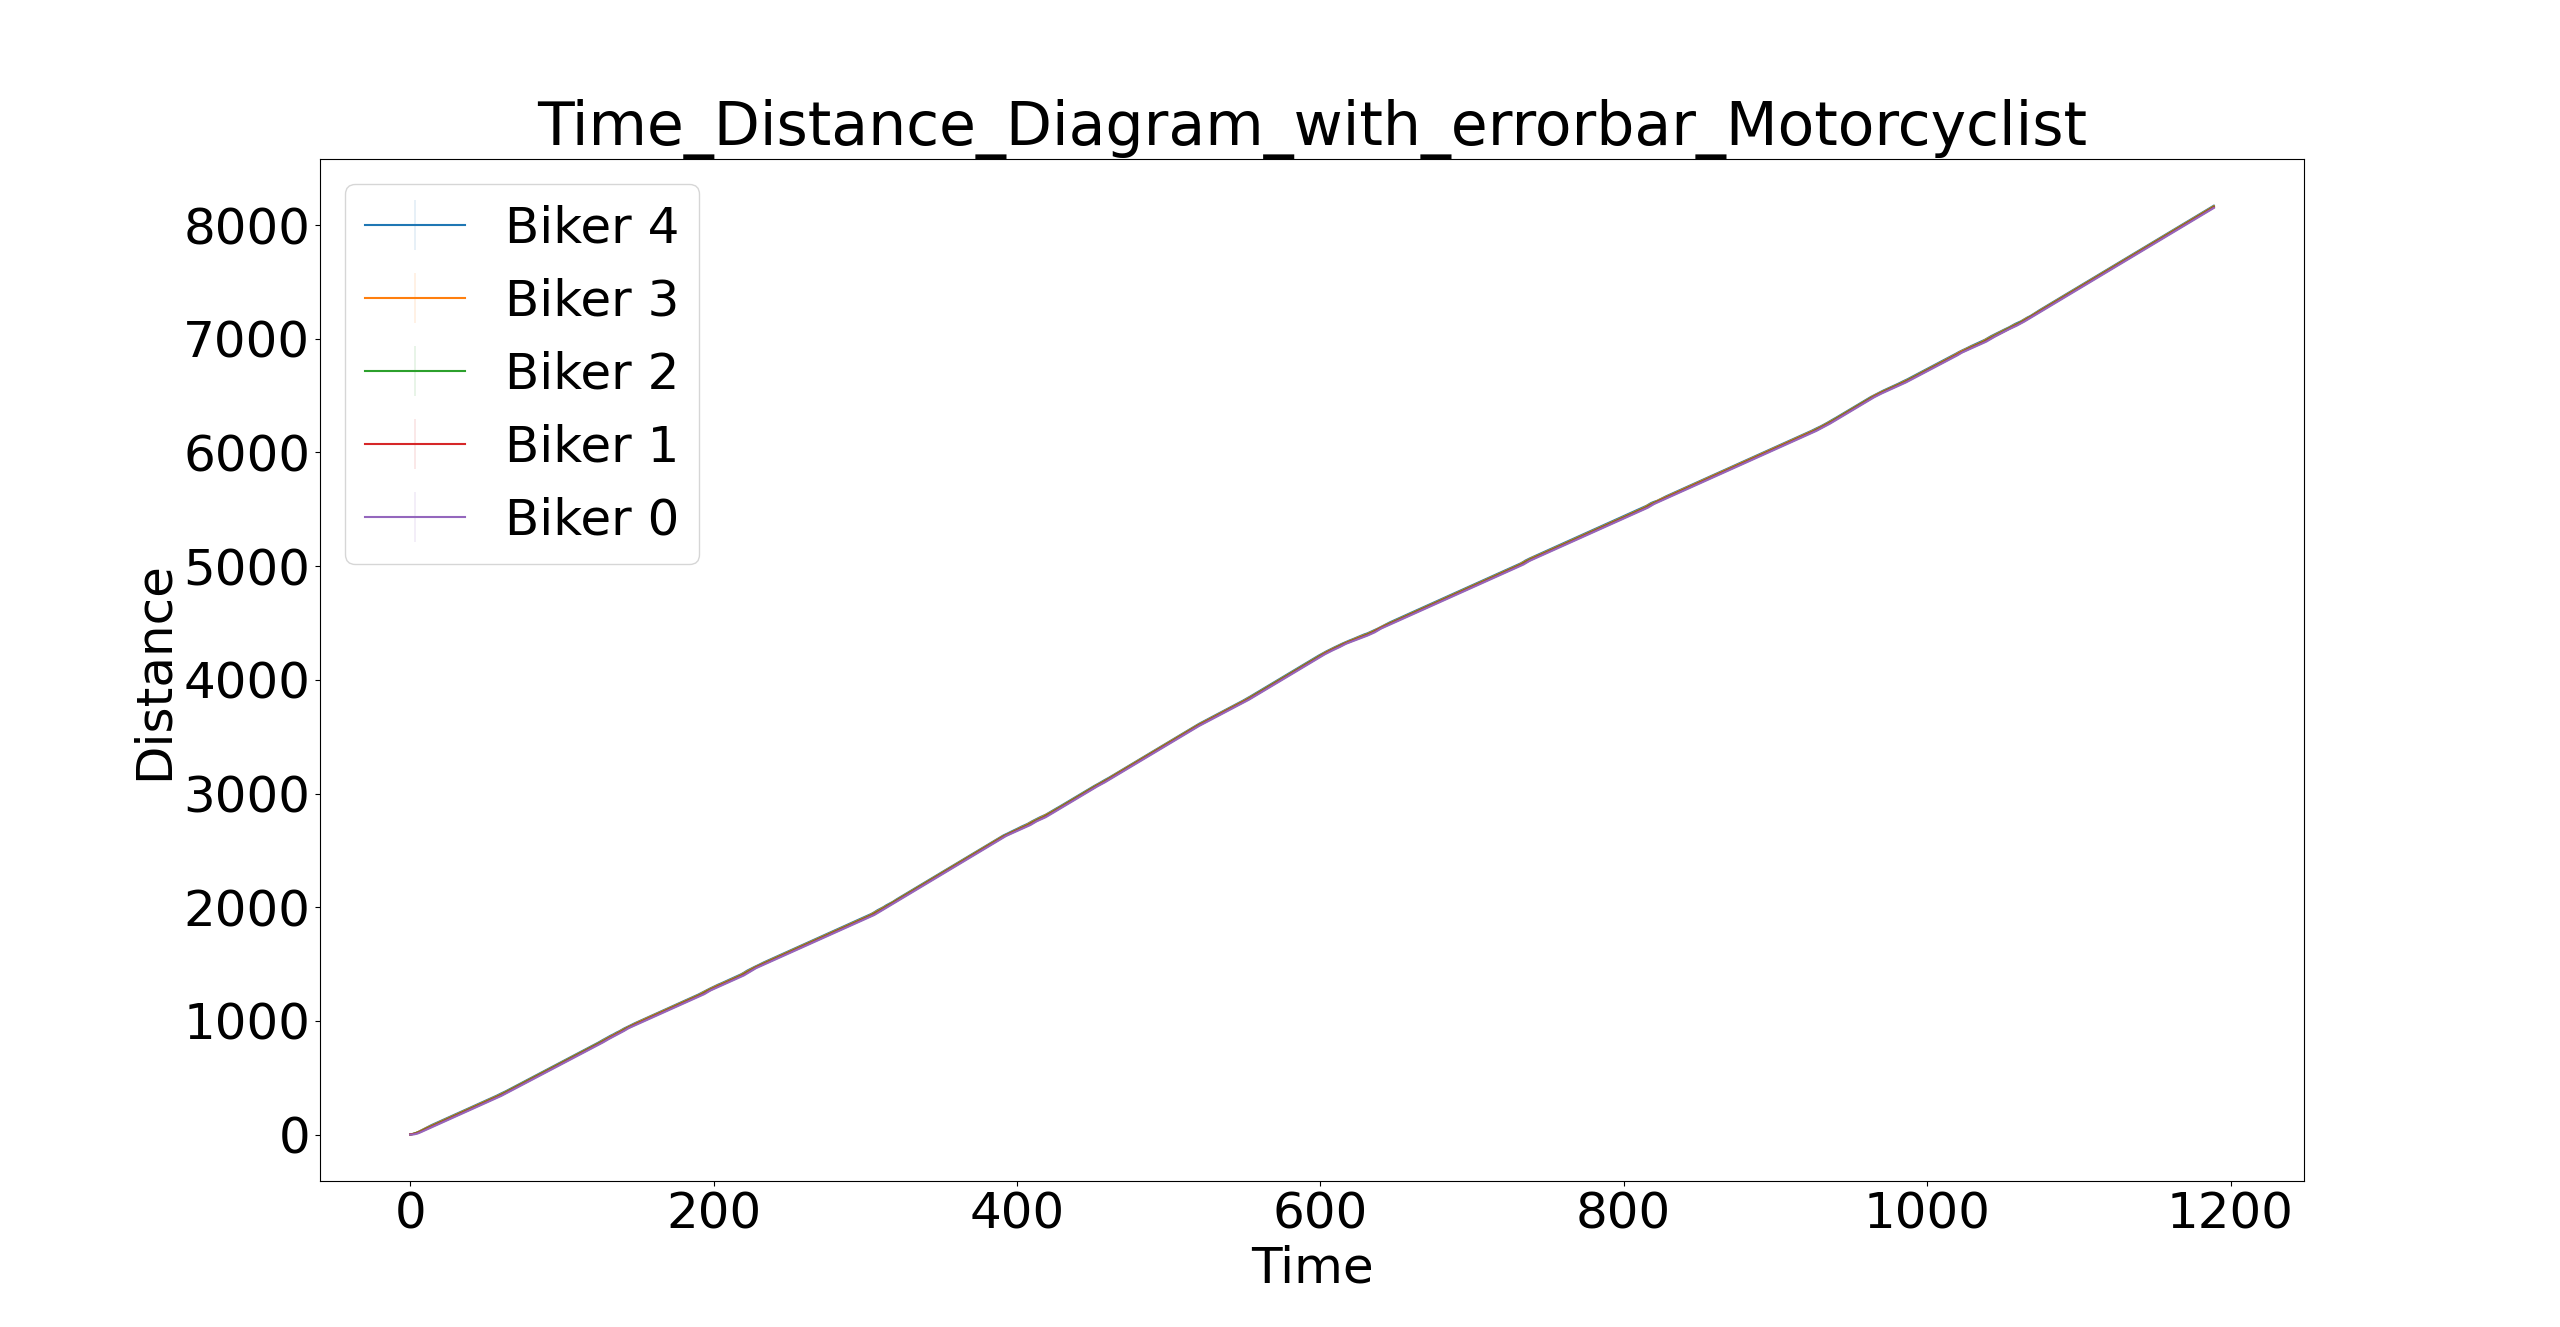 Time_Distance_Diagram_with_errorbar_Motorcyclist
Biker 4
Biker 3
Biker 2
Biker 1
Biker 0
8000
7000
6000
5000
4000
3000
2000
1000
0
Distance
0 200 400 600 800 1000 1200
Time